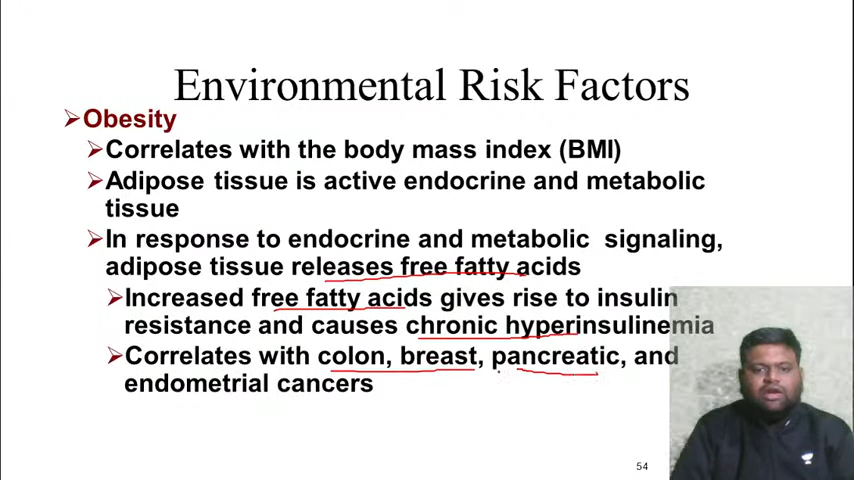 Environmental Risk Factors
Obesity
Correlates with the body mass index (BMI)
Adipose tissue is active endocrine and metabolic
tissue
In response to endocrine and metabolic signaling,
adipose tissue releases free fatty acids
Increased free fatty acids gives rise to insulin
resistance and causes chronic hyperinsulinemia
Correlates with colon, breast, pancreatic, and
endometrial cancers
54